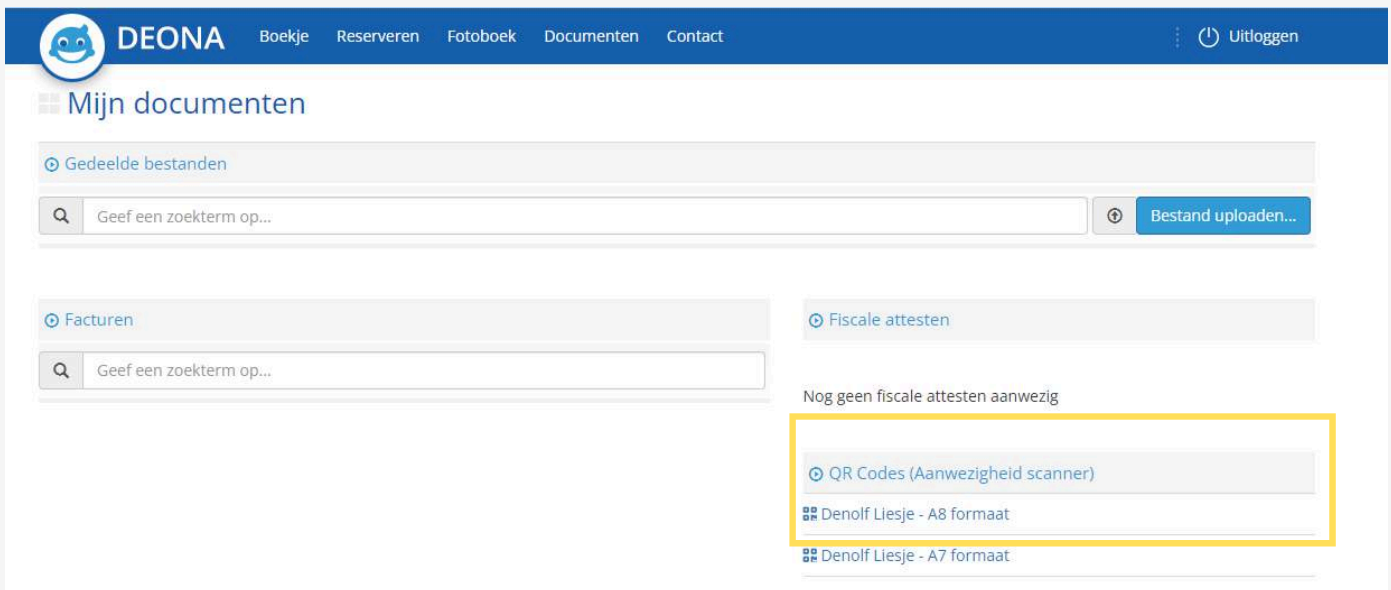 DEONA Boekje Reserveren Fotoboek Documenten Contact Uitloggen
Mijn documenten
Gedeelde bestanden
Geef een zoekterm op... Bestand uploaden...
Facturen
Geef een zoekterm op...
Fiscale attesten
Nog geen fiscale attesten aanwezig
QR Codes (Aanwezigheid scanner)
Denolf Liesje - A8 formaat
Denolf Liesje - A7 formaat